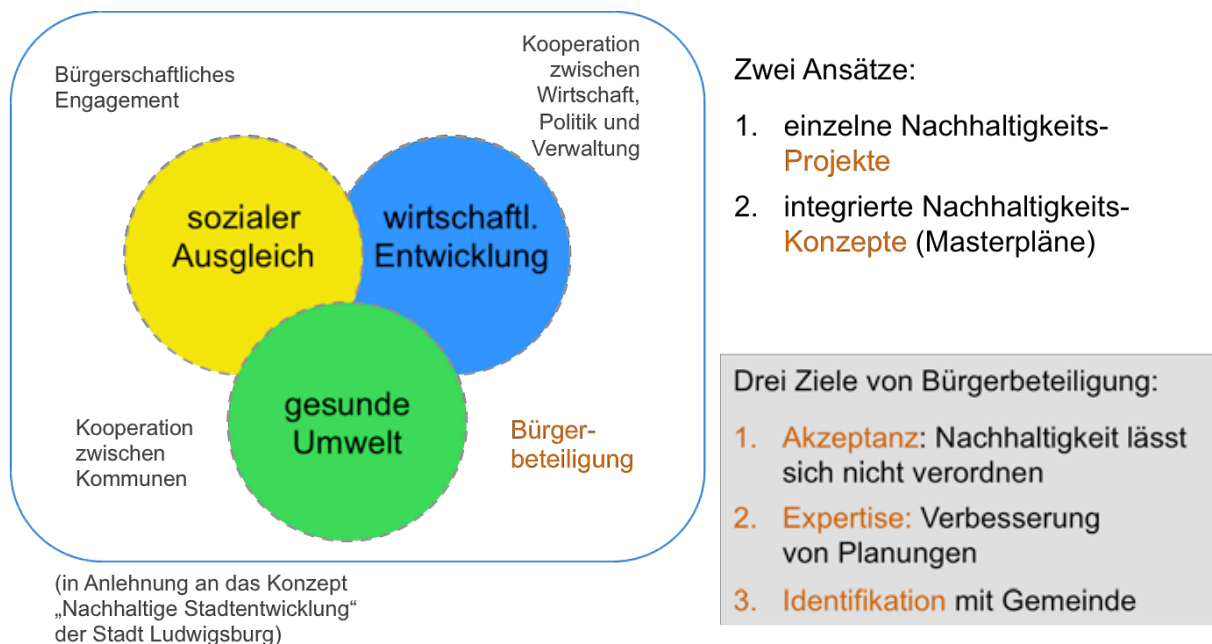 Bürgerschaftliches
Engagement
Kooperation
zwischen
Wirtschaft,
Politik und
Verwaltung
sozialer
Ausgleich
wirtschaftl.
Entwicklung
gesunde
Umwelt
Kooperation
zwischen
Kommunen
Bürger-
beteiligung
(in Anlehnung an das Konzept
„Nachhaltige Stadtentwicklung“
der Stadt Ludwigsburg)
Zwei Ansätze:
1. einzelne Nachhaltigkeits-
Projekte
2. integrierte Nachhaltigkeits-
Konzepte (Masterpläne)
Drei Ziele von Bürgerbeteiligung:
1. Akzeptanz: Nachhaltigkeit lässt
sich nicht verordnen
2. Expertise: Verbesserung
von Planungen
3. Identifikation mit Gemeinde